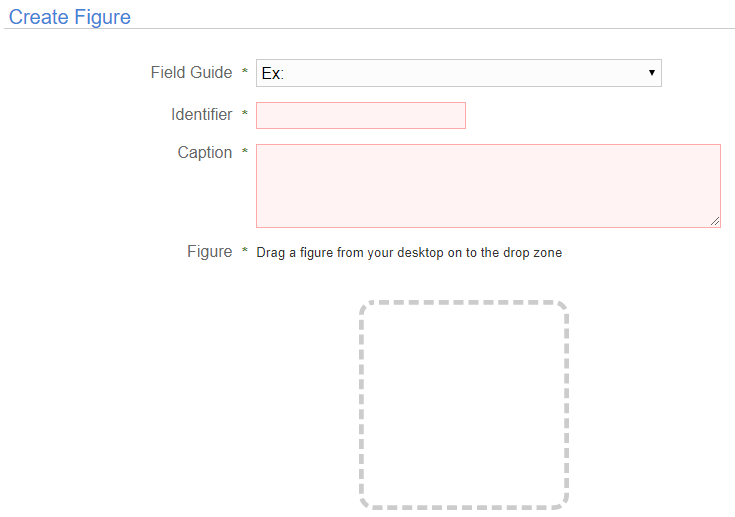 Create Figure
Field Guide * Ex:
Identifier *
Caption *
Figure * Drag a figure from your desktop on to the drop zone